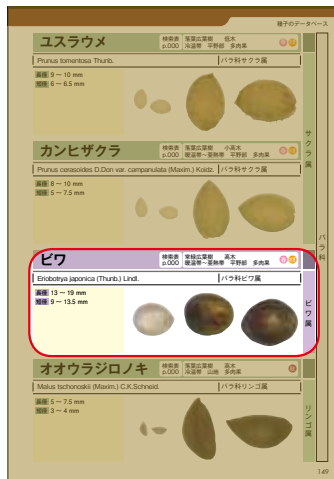 種子のデータベース
ユスラウメ
検索表 落葉広葉樹 低木
p.000 冷温帯 平野部 多肉果
Prunus tomentosa Thunb.
バラ科サクラ属
長径 9 ~ 10 mm
短径 6 ~ 6.5 mm
カンヒザクラ
検索表 落葉広葉樹 小高木
p.000 暖温帯~亜熱帯 平野部 多肉果
Prunus cerasoides D.Don var. campanulata (Maxim.) Koidz.
バラ科サクラ属
長径 8 ~ 10 mm
短径 5 ~ 7.5 mm
サクラ属
バラ科
ビワ
検索表 常緑広葉樹 高木
p.000 暖温帯~亜熱帯 平野部 多肉果
Eriobotrya japonica (Thunb.) Lindl.
バラ科ビワ属
長径 13 ~ 19 mm
短径 9 ~ 13.5 mm
ビワ属
オオウラジロノキ
検索表 落葉広葉樹 高木
p.000 冷温帯 山地 多肉果
Malus tschonoskii (Maxim.) C.K.Schneid.
バラ科リンゴ属
長径 5 ~ 7.5 mm
短径 3 ~ 4 mm
リンゴ属
149